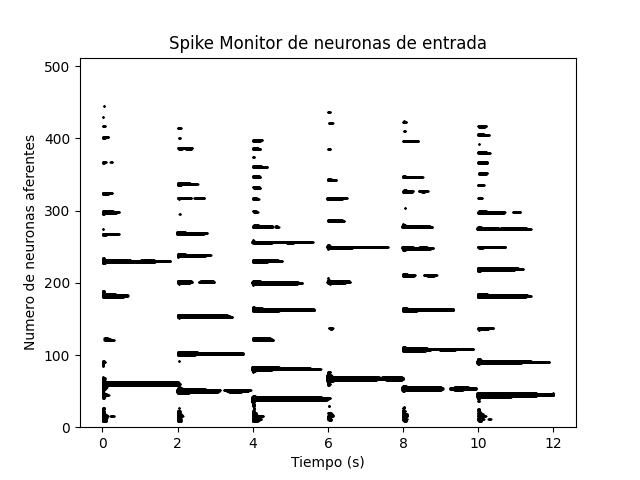 Spike Monitor de neuronas de entrada
Numero de neuronas aferentes
500
400
300
200
100
0
0 2 4 6 8 10 12
Tiempo (s)